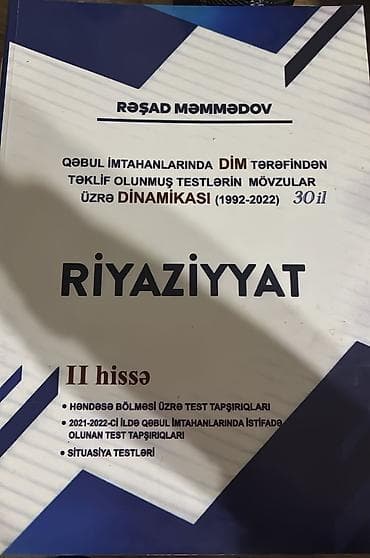 RƏŞAD MƏMMƏDOV
QƏBUL İMTAHANLARINDA DİM TƏRƏFİNDƏN
TƏKLİF OLUNMUŞ TESTLƏRİN MÖVZULAR
ÜZRƏ DİNAMİKASI (1992-2022) 30 il
RİYAZİYYAT
II hissə
• HƏNDƏSƏ BÖLMƏSİ ÜZRƏ TEST TAPŞIRIQLARI
• 2021-2022-Cİ İLDƏ QƏBUL İMTAHANLARINDA İSTİFADƏ
OLUNAN TEST TAPŞIRIQLARI
• SİTUASİYA TESTLƏRİ